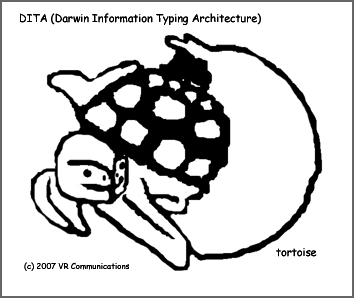 DITA (Darwin Information Typing Architecture)
tortoise
(c) 2007 VR Communications